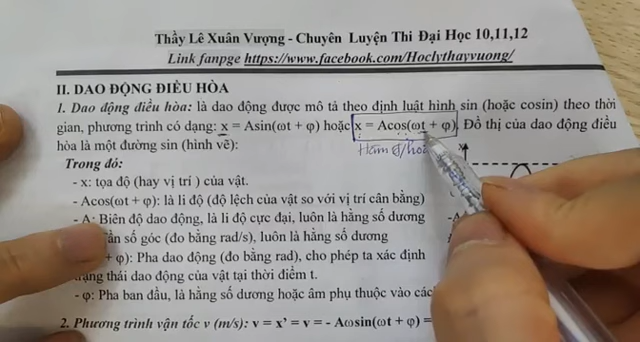 Thầy Lê Xuân Vượng - Chuyên Luyện Thi Đại Học 10,11,12
Link fanpge https://www.facebook.com/Hoclythayvuong/
II. DAO ĐỘNG ĐIỀU HÒA
1. Dao động điều hòa: là dao động được mô tả theo định luật hình sin (hoặc cosin) theo thời
gian, phương trình có dạng: x = Asin(ωt + φ) hoặc x = Acos(ωt + φ). Đồ thị của dao động điều
hòa là một đường sin (hình vẽ):
Hàm đ/hoà
x
Trong đó:
- x: tọa độ (hay vị trí ) của vật.
- Acos(ωt + φ): là li độ (độ lệch của vật so với vị trí cân bằng)
- A: Biên độ dao động, là li độ cực đại, luôn là hằng số dương
số góc (đo bằng rad/s), luôn là hằng số dương
+ φ): Pha dao động (đo bằng rad), cho phép ta xác định
thái dao động của vật tại thời điểm t.
- φ: Pha ban đầu, là hằng số dương hoặc âm phụ thuộc vào
2. Phương trình vận tốc v (m/s): v = x' = v = - Aωsin(ωt + φ) =